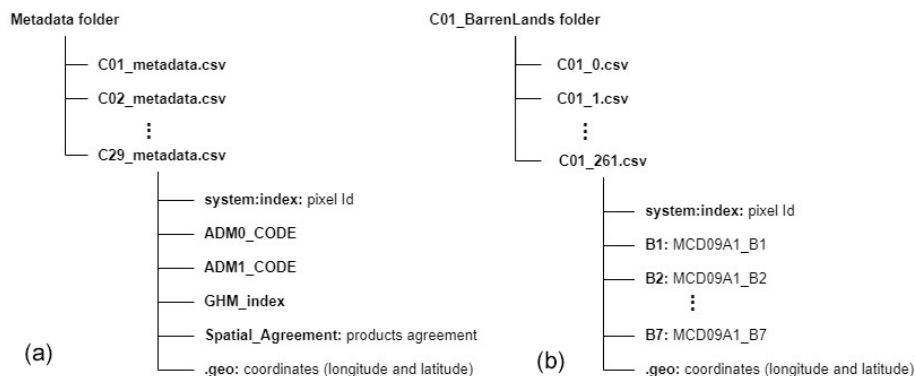 Metadata folder
C01_metadata.csv
C02_metadata.csv
C29_metadata.csv
system:index: pixel Id
ADM0_CODE
ADM1_CODE
GHM_index
Spatial_Agreement: products agreement
.geo: coordinates (longitude and latitude)
(a)
C01_BarrenLands folder
C01_0.csv
C01_1.csv
C01_261.csv
system:index: pixel Id
B1: MCD09A1_B1
B2: MCD09A1_B2
B7: MCD09A1_B7
.geo: coordinates (longitude and latitude)
(b)